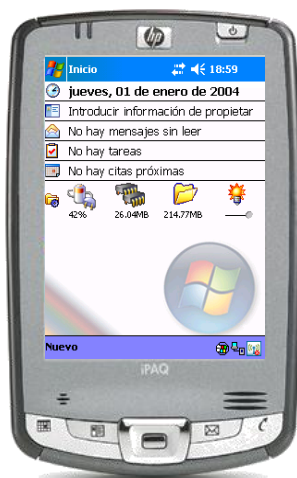 hp
Inicio 18:59
jueves, 01 de enero de 2004
Introducir información de propietar
No hay mensajes sin leer
No hay tareas
No hay citas próximas
42% 26.04MB 214.77MB
Nuevo
iPAQ